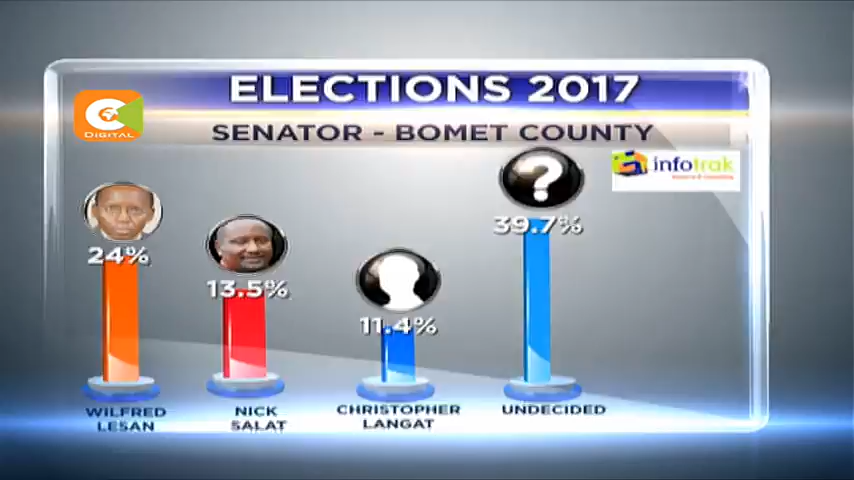 ELECTIONS 2017
DIGITAL
SENATOR - BOMET COUNTY
infotrak
?
39.7%
24%
13.5%
11.4%
WILFRED
LESAN
NICK
SALAT
CHRISTOPHER
LANGAT
UNDECIDED